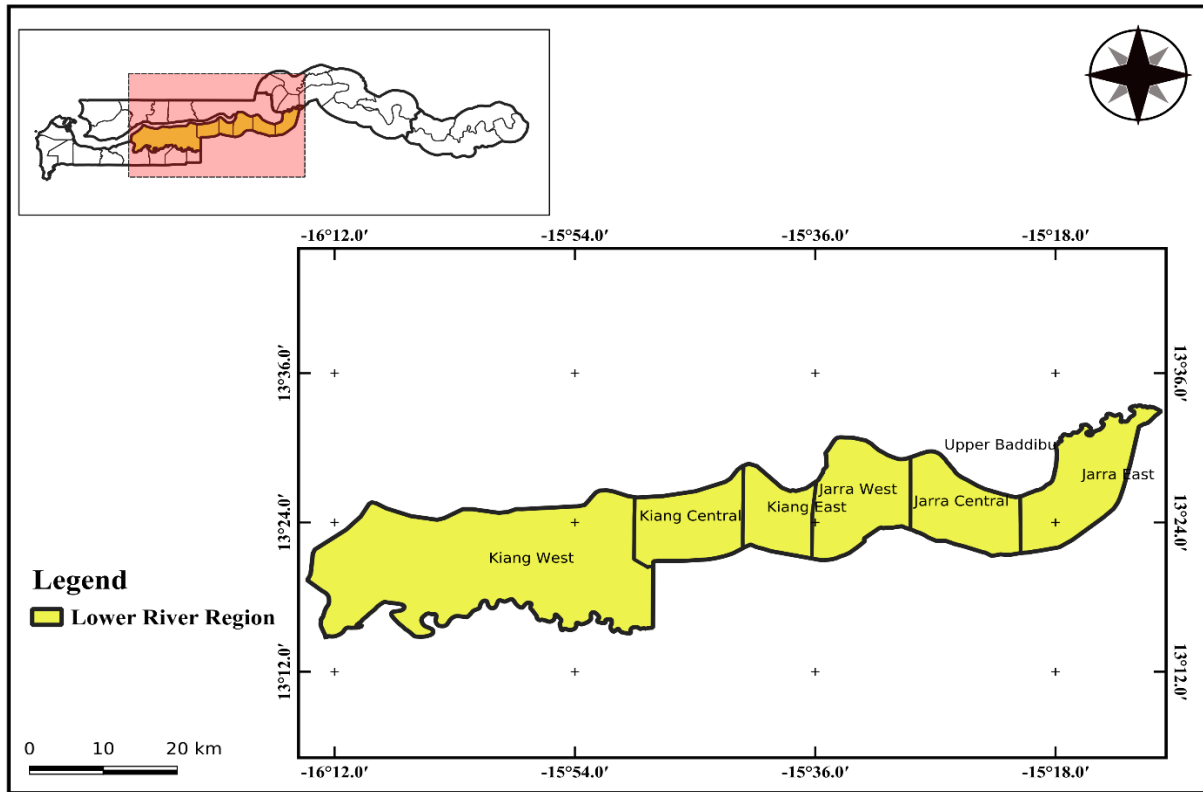 -16°12.0′ -15°54.0′ -15°36.0′ -15°18.0′
13°36.0′ 13°36.0′
Upper Baddibu
Jarra East
Jarra West
Jarra Central
Kiang East
Kiang Central
13°24.0′ 13°24.0′
Kiang West
Legend
Lower River Region
13°12.0′ 13°12.0′
0 10 20 km
-16°12.0′ -15°54.0′ -15°36.0′ -15°18.0′